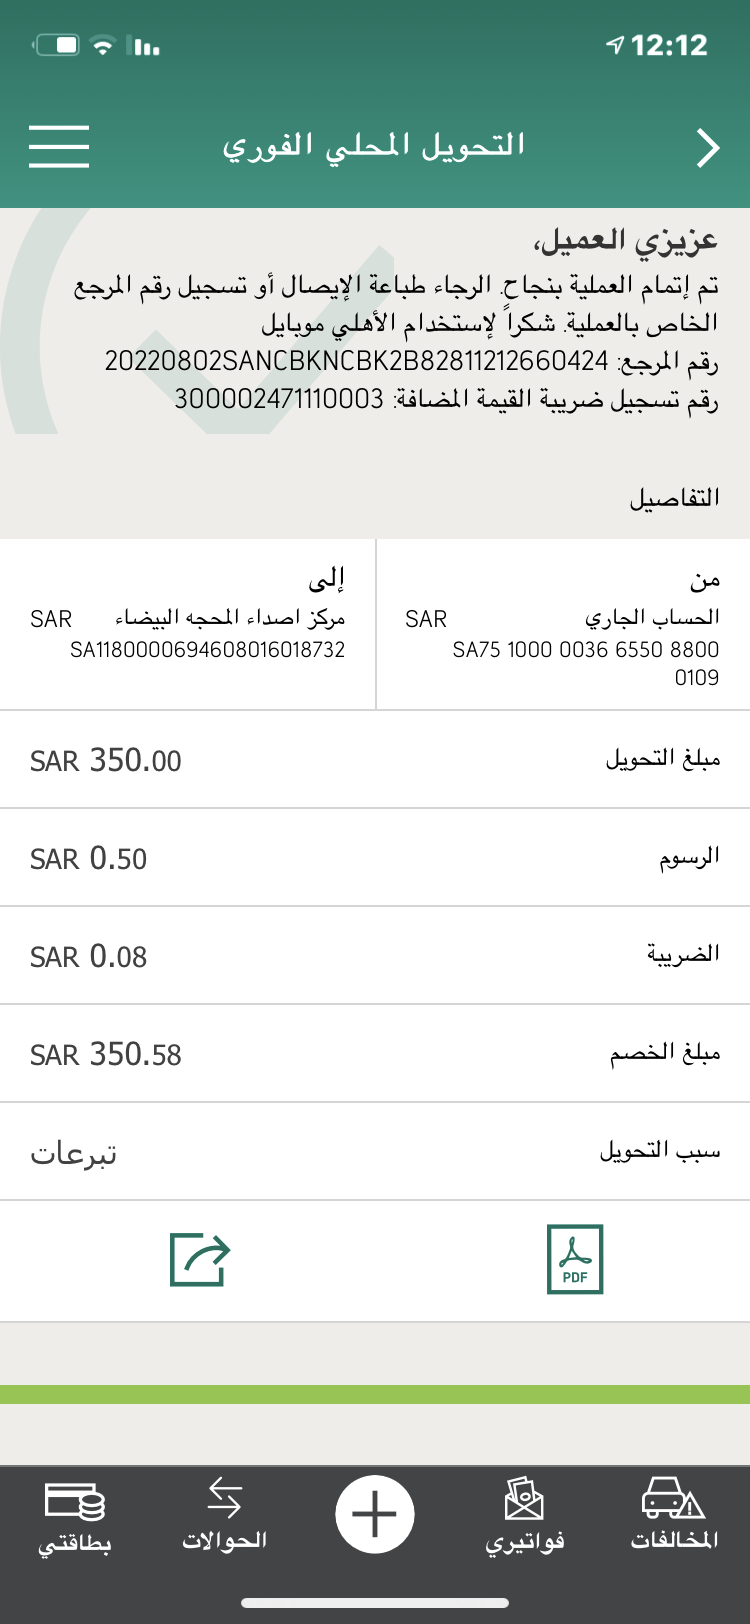 12:12
التحويل المحلي الفوري
عزيزي العميل،
تم إتمام العملية بنجاح. الرجاء طباعة الإيصال أو تسجيل رقم المرجع
الخاص بالعملية. شكراً لإستخدام الأهلي موبايل
رقم المرجع: 20220802SANCBKNCBK2B82811212660424
رقم تسجيل ضريبة القيمة المضافة: 300002471110003
التفاصيل
من
الحساب الجاري SAR
SA75 1000 0036 6550 8800
0109
إلى
مركز اصداء المحجه البيضاء SAR
SA1180000694608016018732
مبلغ التحويل SAR 350.00
الرسوم SAR 0.50
الضريبة SAR 0.08
مبلغ الخصم SAR 350.58
سبب التحويل تبرعات
PDF
المخالفات
فواتيري
الحوالات
بطاقتي